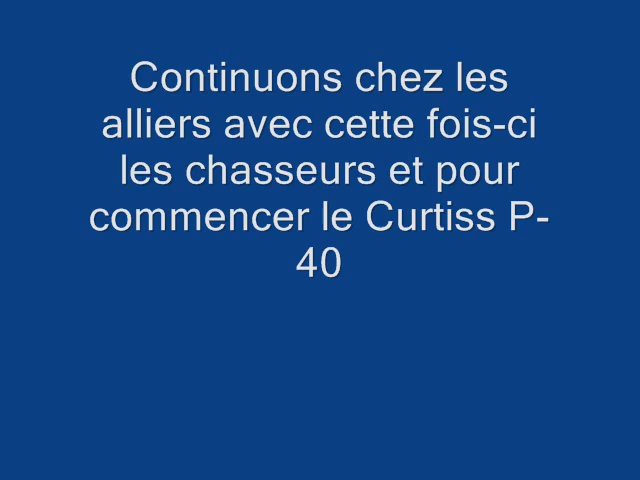 Continuons chez les
alliers avec cette fois-ci
les chasseurs et pour
commencer le Curtiss P-
40